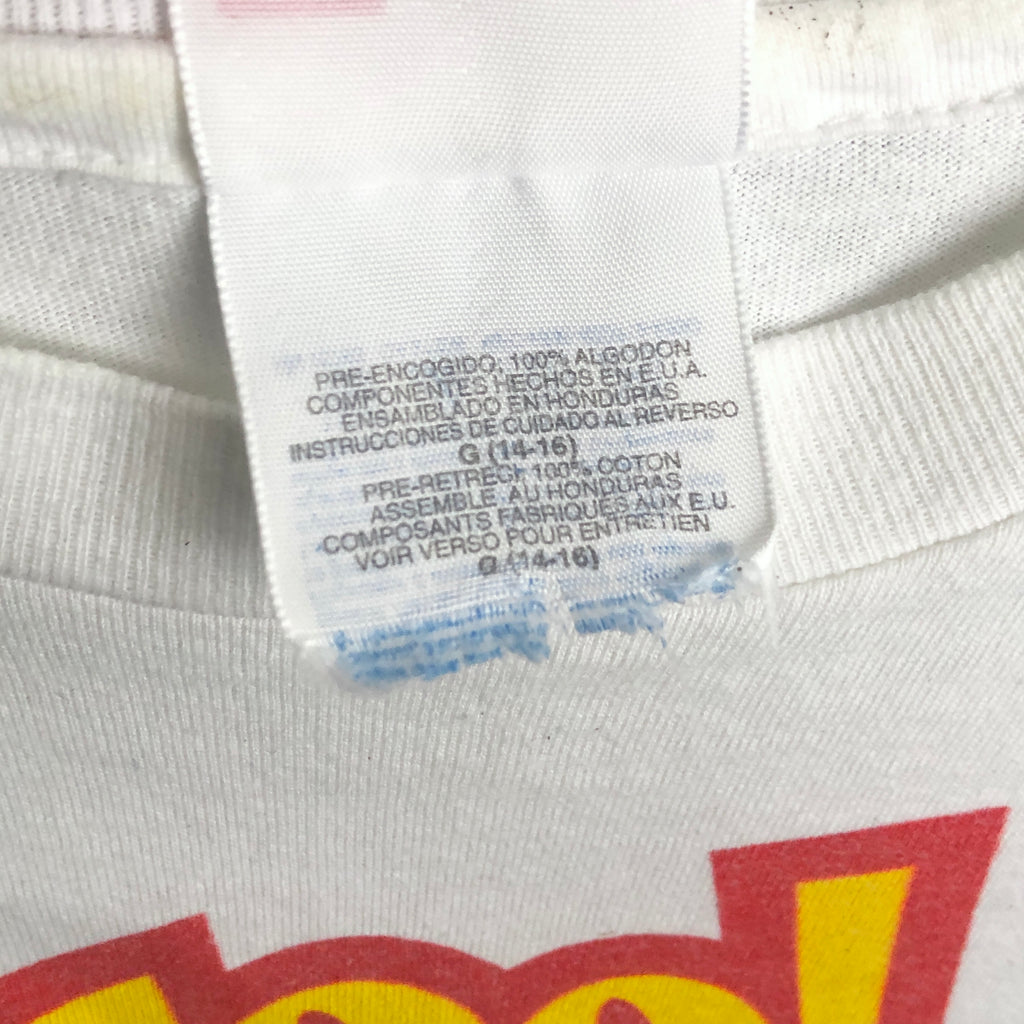 PRE-ENCOGIDO, 100% ALGODON
COMPONENTES HECHOS EN E.U.A.
ENSAMBLADO EN HONDURAS
INSTRUCCIONES DE CUIDADO AL REVERSO
G (14-16)
PRE-RETRECI 100% COTON
ASSEMBLE AU HONDURAS
COMPOSANTS FABRIQUES AUX E.U.
VOIR VERSO POUR ENTRETIEN
G (14-16)